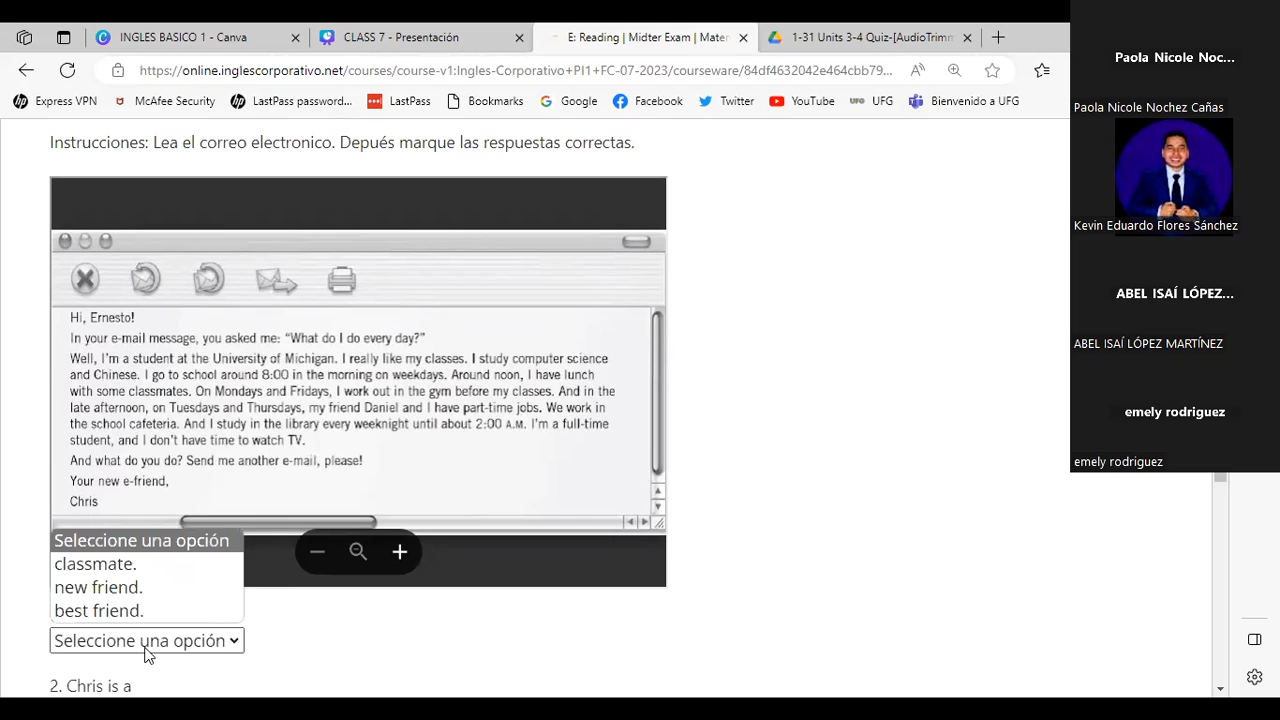 INGLES BASICO 1 - Canva
CLASS 7 - Presentación
E: Reading | Midter Exam | Mater
1-31 Units 3-4 Quiz-[AudioTrimm
https://online.inglescorporativo.net/courses/course-v1:Ingles-Corporativo+PI1+FC-07-2023/courseware/84df4632042e464cbb79...
Express VPN
McAfee Security
LastPass password...
LastPass
Bookmarks
Google
Facebook
Twitter
YouTube
UFG
Bienvenido a UFG
Instrucciones: Lea el correo electronico. Depués marque las respuestas correctas.
Hi, Ernesto!
In your e-mail message, you asked me: “What do I do every day?”
Well, I'm a student at the University of Michigan. I really like my classes. I study computer science
and Chinese. I go to school around 8:00 in the morning on weekdays. Around noon, I have lunch
with some classmates. On Mondays and Fridays, I work out in the gym before my classes. And in the
late afternoon, on Tuesdays and Thursdays, my friend Daniel and I have part-time jobs. We work in
the school cafeteria. And I study in the library every weeknight until about 2:00 A.M. I'm a full-time
student, and I don't have time to watch TV.
And what do you do? Send me another e-mail, please!
Your new e-friend,
Chris
Seleccione una opción
classmate.
new friend.
best friend.
Seleccione una opción
2. Chris is a
Paola Nicole Noc...
Paola Nicole Nochez Cañas
Kevin Eduardo Flores Sánchez
ABEL ISAÍ LÓPEZ...
ABEL ISAÍ LÓPEZ MARTÍNEZ
emely rodriguez
emely rodriguez